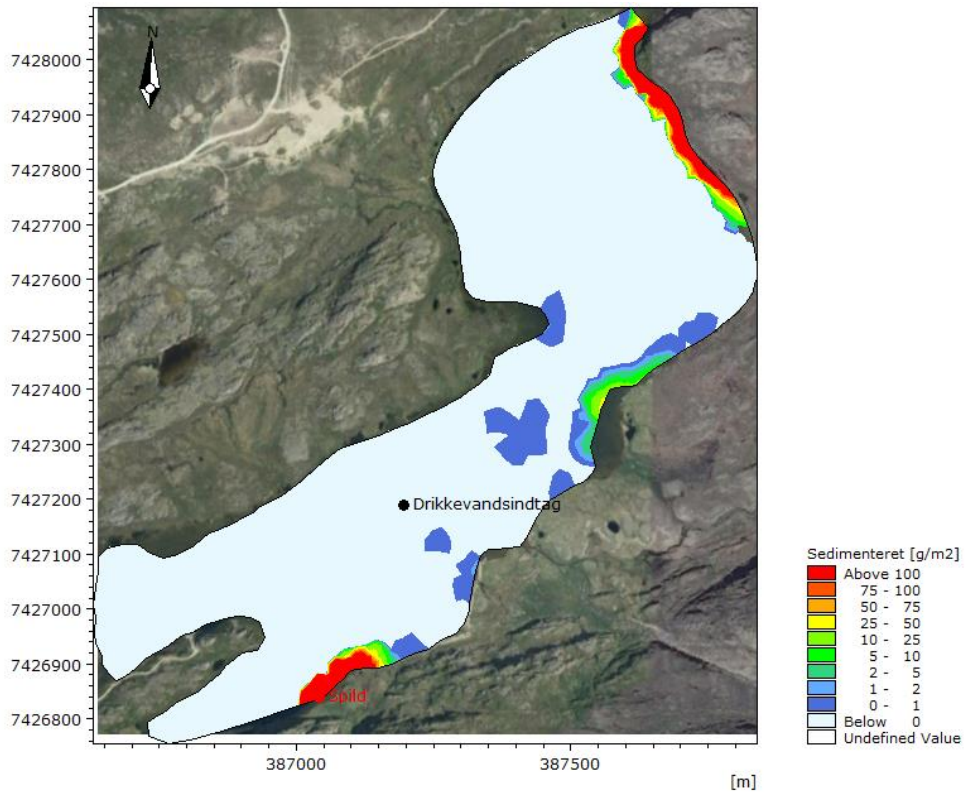 N
7428000
7427900
7427800
7427700
7427600
7427500
7427400
7427300
7427200
7427100
7427000
7426900
7426800
Drikkevandsindtag
Spild
387000
387500
[m]
Sedimenteret [g/m2]
Above 100
75 - 100
50 - 75
25 - 50
10 - 25
5 - 10
2 - 5
1 - 2
0 - 1
Below 0
Undefined Value